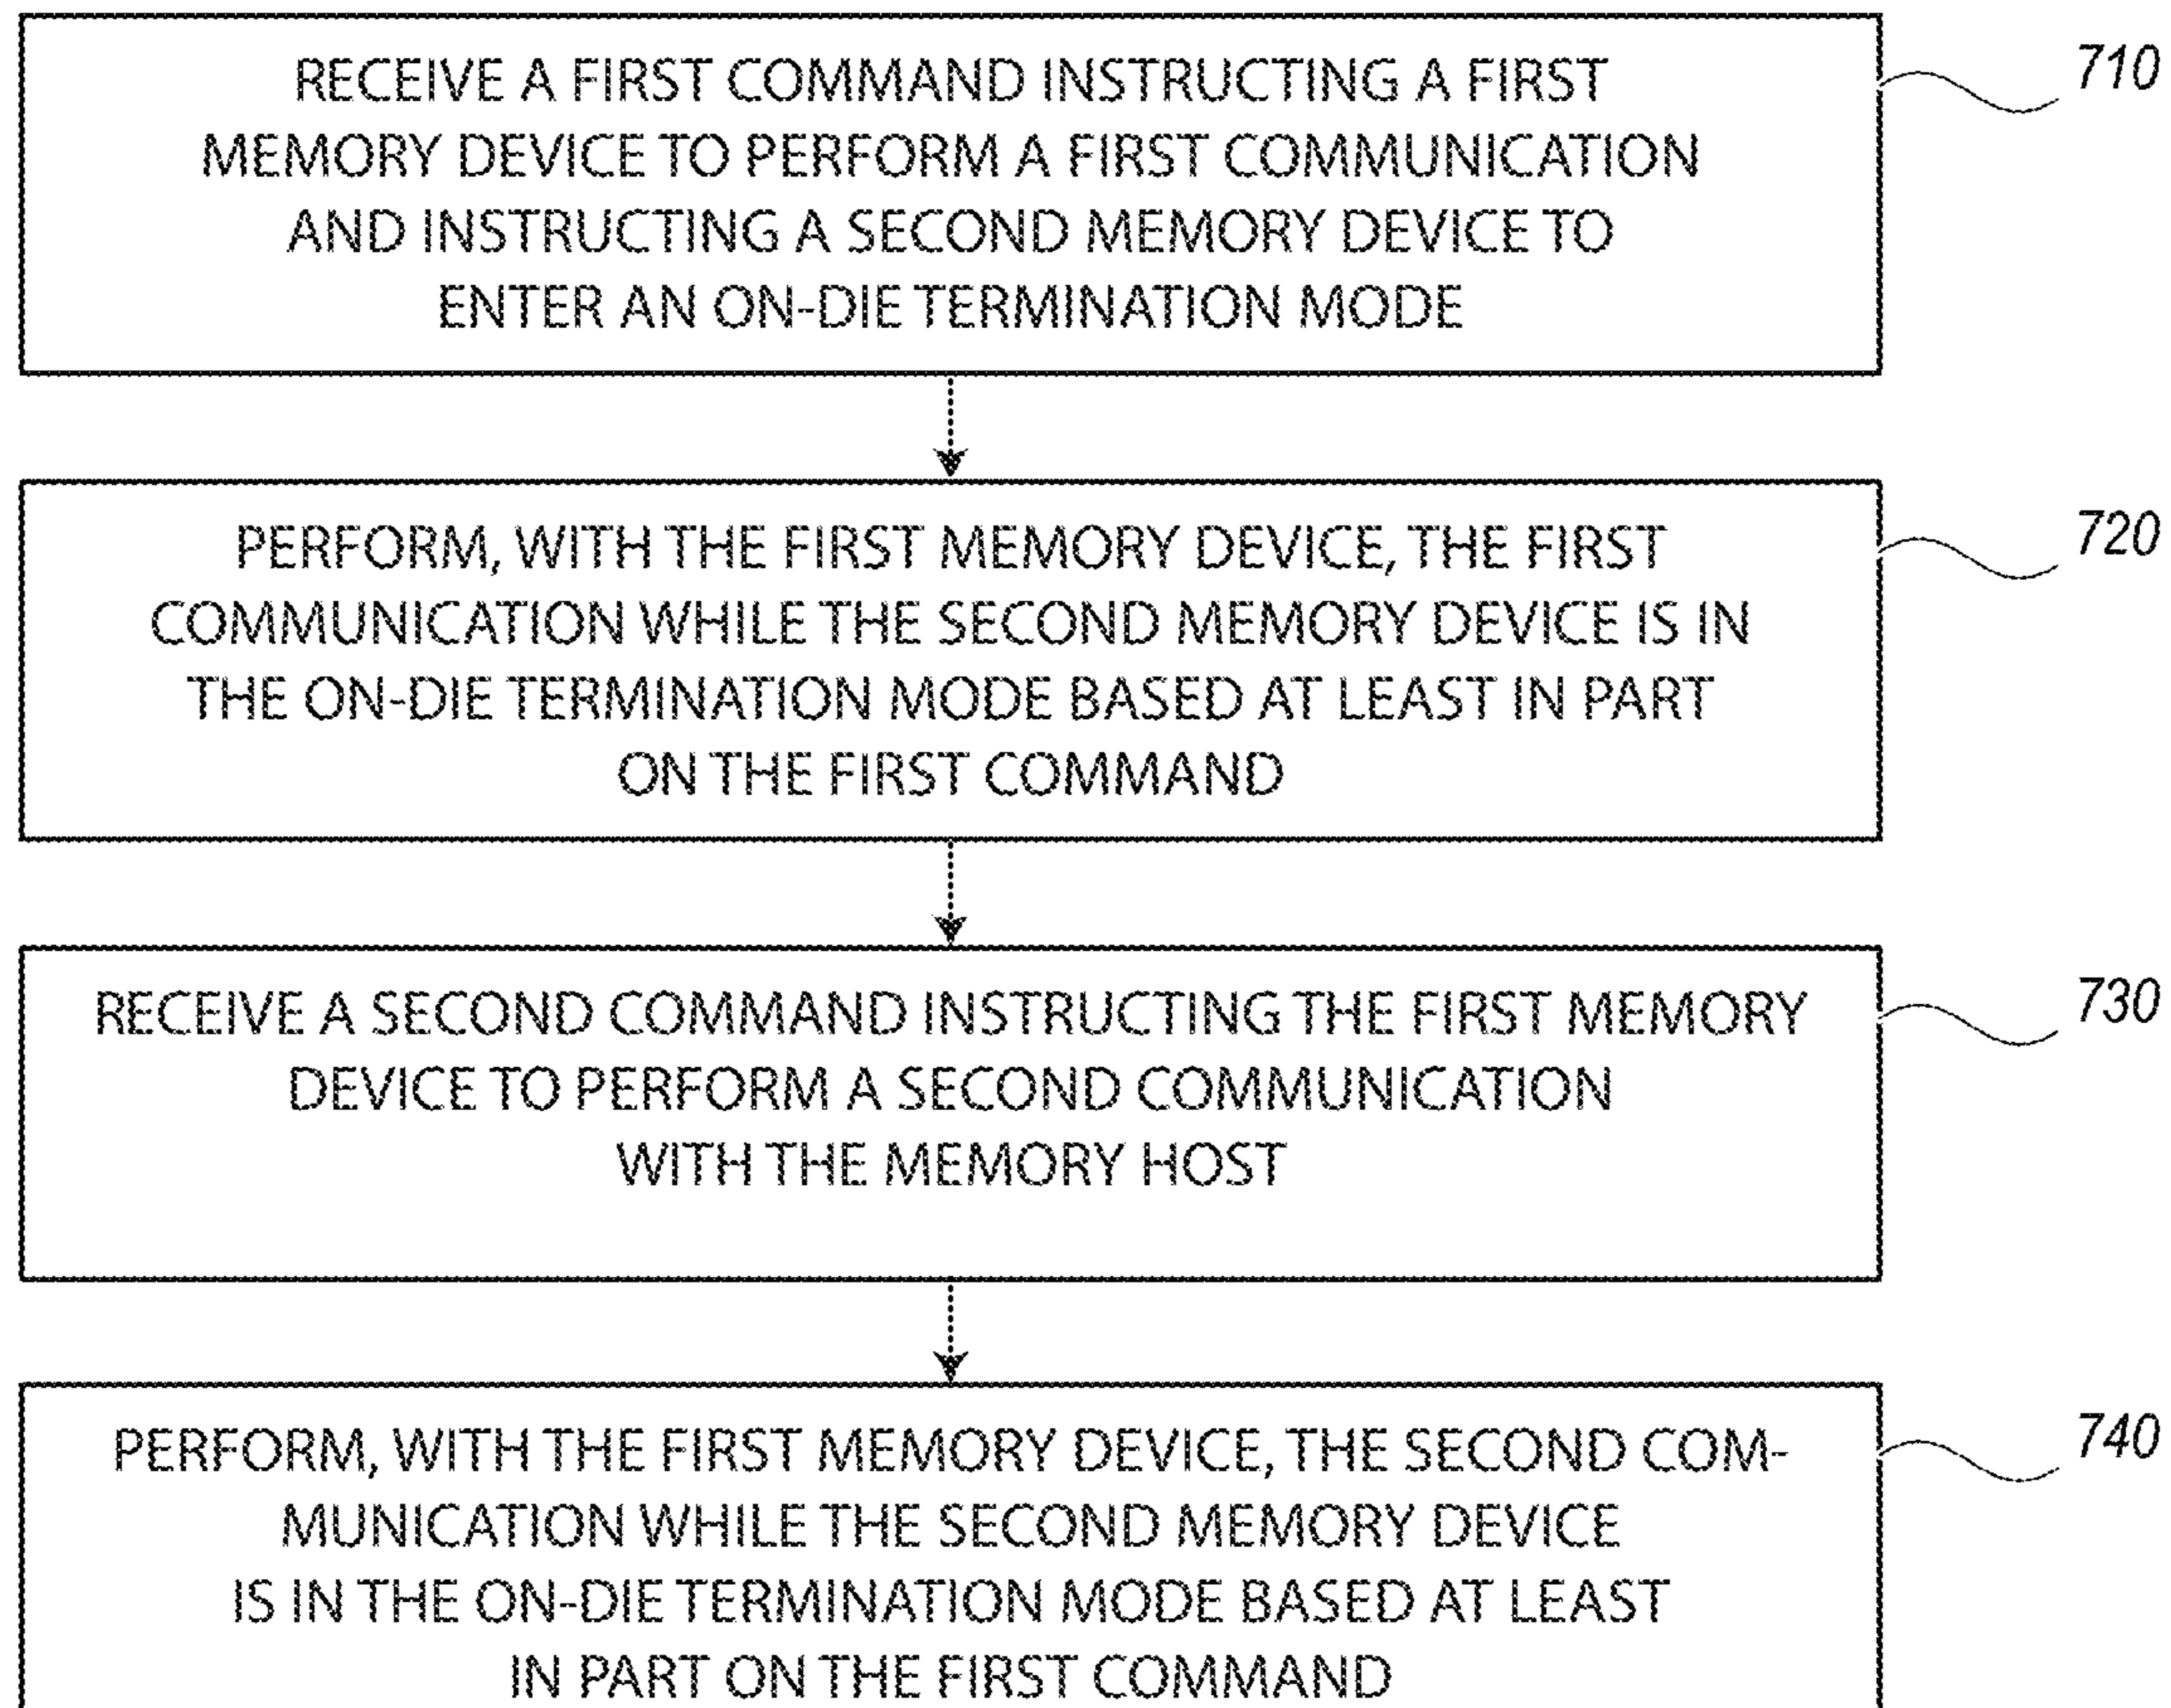 RECEIVE A FIRST COMMAND INSTRUCTING A FIRST
MEMORY DEVICE TO PERFORM A FIRST COMMUNICATION
AND INSTRUCTING A SECOND MEMORY DEVICE TO
ENTER AN ON-DIE TERMINATION MODE
710
PERFORM, WITH THE FIRST MEMORY DEVICE, THE FIRST
COMMUNICATION WHILE THE SECOND MEMORY DEVICE IS IN
THE ON-DIE TERMINATION MODE BASED AT LEAST IN PART
ON THE FIRST COMMAND
720
RECEIVE A SECOND COMMAND INSTRUCTING THE FIRST MEMORY
DEVICE TO PERFORM A SECOND COMMUNICATION
WITH THE MEMORY HOST
730
PERFORM, WITH THE FIRST MEMORY DEVICE, THE SECOND COM-
MUNICATION WHILE THE SECOND MEMORY DEVICE
IS IN THE ON-DIE TERMINATION MODE BASED AT LEAST
IN PART ON THE FIRST COMMAND
740